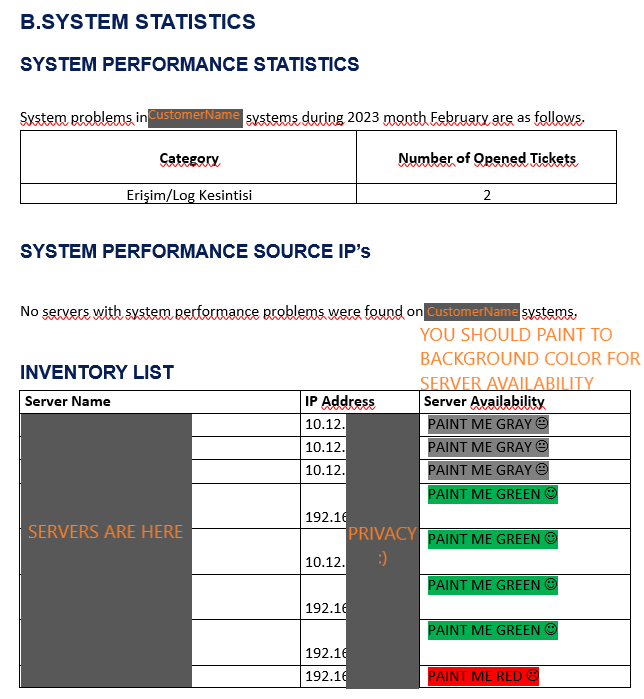 B.SYSTEM STATISTICS
SYSTEM PERFORMANCE STATISTICS
System problems in CustomerName systems during 2023 month February are as follows.
Category Number of Opened Tickets
Erişim/Log Kesintisi 2
SYSTEM PERFORMANCE SOURCE IP's
No servers with system performance problems were found on CustomerName systems.
YOU SHOULD PAINT TO
BACKGROUND COLOR FOR
SERVER AVAILABILITY
INVENTORY LIST
Server Name IP Address Server Availability
10.12. PAINT ME GRAY 😐
10.12. PAINT ME GRAY 😐
10.12. PAINT ME GRAY 😐
PAINT ME GREEN ☺
192.16
SERVERS ARE HERE PRIVACY PAINT ME GREEN ☺
10.12. :)
PAINT ME GREEN ☺
192.16
PAINT ME GREEN ☺
192.16
192.16 PAINT ME RED ☹